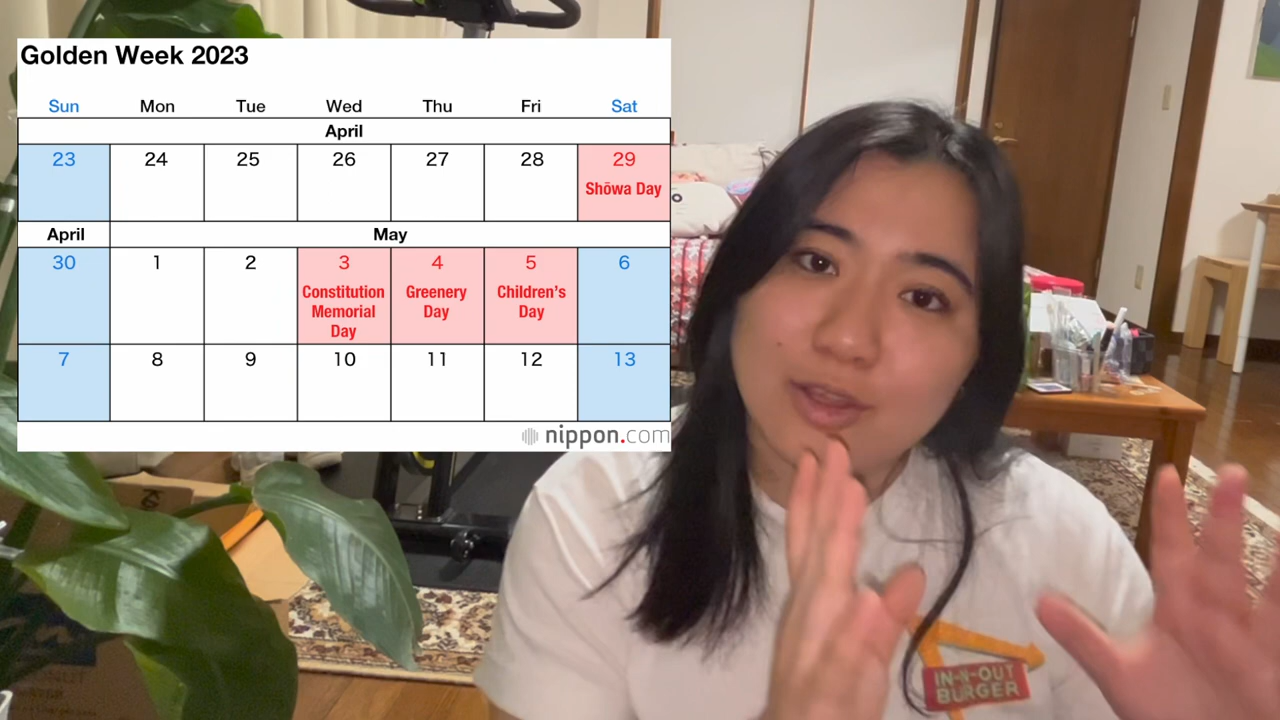 Golden Week 2023
Sun Mon Tue Wed Thu Fri Sat
April
23 24 25 26 27 28 29
Shōwa Day
April May
30 1 2 3 4 5 6
Constitution Memorial Day
Greenery Day
Children's Day
7 8 9 10 11 12 13
nippon.com
IN-N-OUT
BURGER